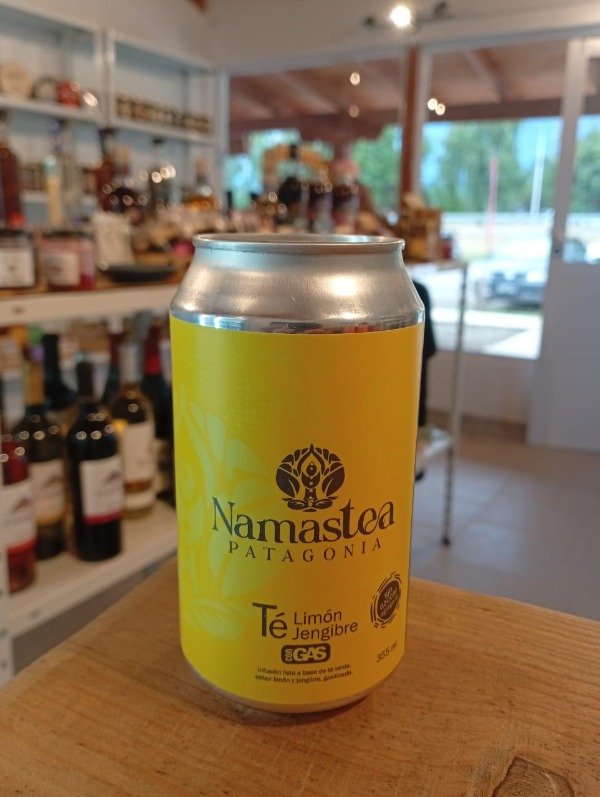 Namastea
PATAGONIA
Té Limón
Jengibre
CON GAS
355 ml
Infusión lista a base de té verde,
sabor limón y jengibre, gasificada.